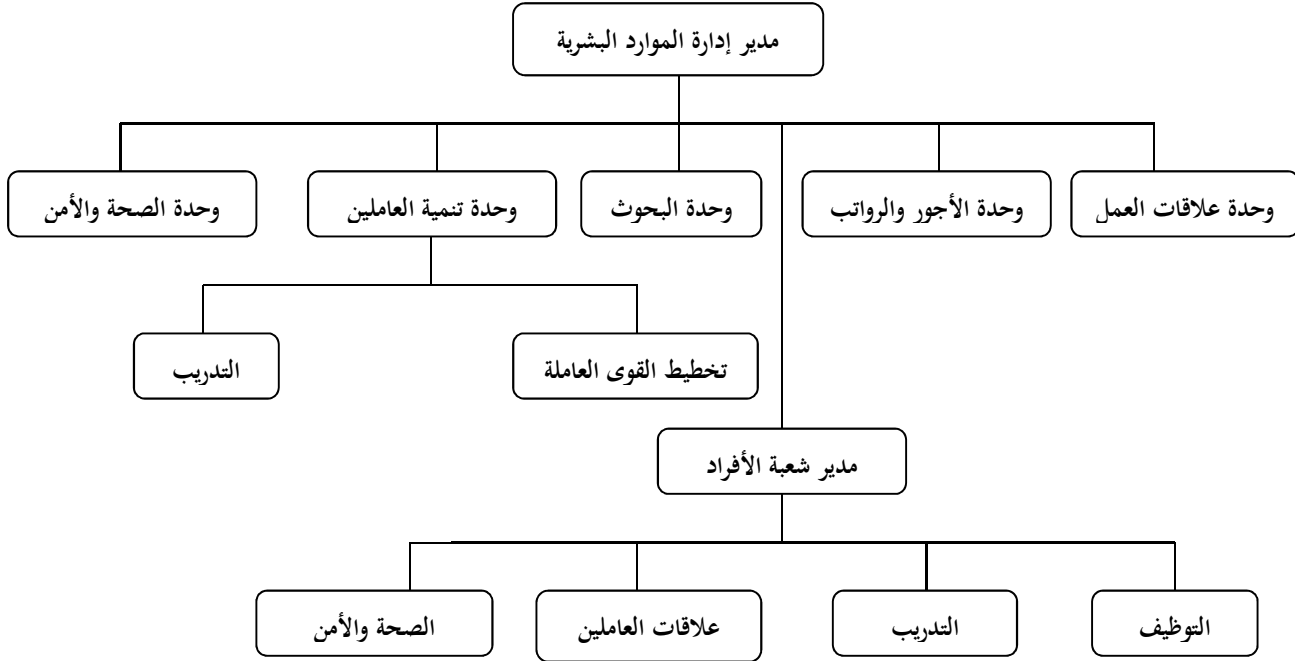 مدير إدارة الموارد البشرية
وحدة علاقات العمل
وحدة الأجور والرواتب
وحدة البحوث
وحدة تنمية العاملين
وحدة الصحة والأمن
تخطيط القوى العاملة
التدريب
مدير شعبة الأفراد
التوظيف
التدريب
علاقات العاملين
الصحة والأمن